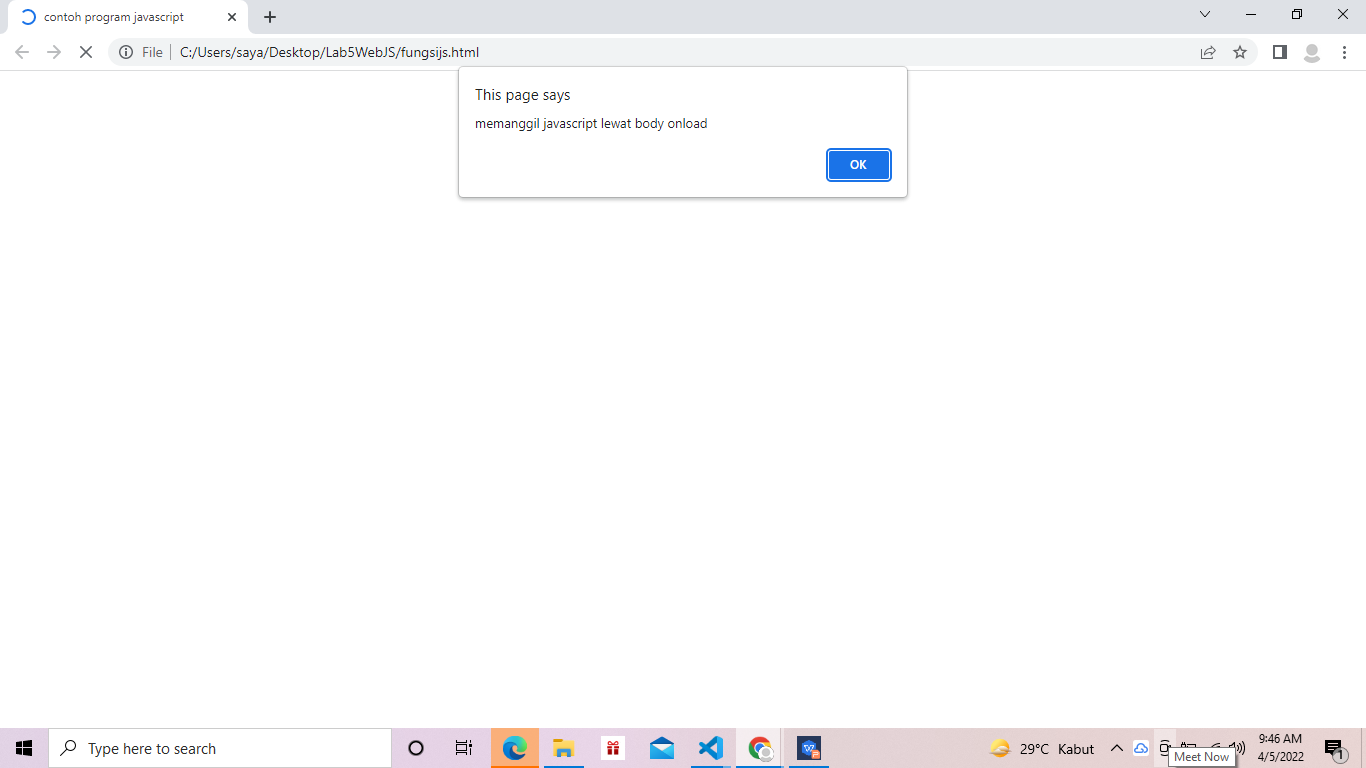 contoh program javascript
File
C:/Users/saya/Desktop/Lab5WebJS/fungsijs.html
This page says
memanggil javascript lewat body onload
OK
Type here to search
29°C Kabut
9:46 AM
4/5/2022
1
Meet Now